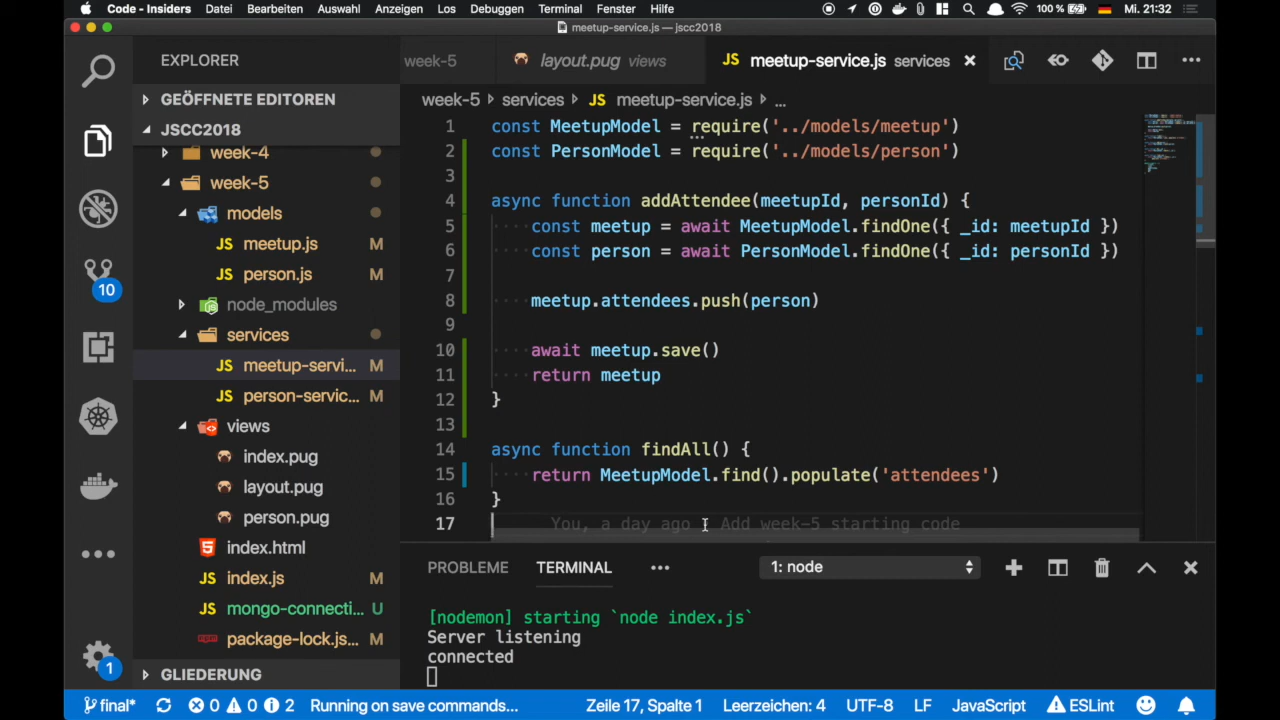 Code - Insiders Datei Bearbeiten Auswahl Anzeigen Los Debuggen Terminal Fenster Hilfe 100 % Mi. 21:32
meetup-service.js — jscc2018
EXPLORER
GEÖFFNETE EDITOREN
JSCC2018
week-4
week-5
models
meetup.js M
person.js M
node_modules
services
JS meetup-servi... M
JS person-servic... M
views
index.pug
layout.pug
person.pug
index.html
JS index.js M
JS mongo-connecti... U
package-lock.js... M
GLIEDERUNG
10
1
week-5 layout.pug views JS meetup-service.js services
week-5 services JS meetup-service.js ...
1 const MeetupModel = require('../models/meetup')
2 const PersonModel = require('../models/person')
3
4 async function addAttendee(meetupId, personId) {
5 const meetup = await MeetupModel.findOne({ _id: meetupId })
6 const person = await PersonModel.findOne({ _id: personId })
7
8 meetup.attendees.push(person)
9
10 await meetup.save()
11 return meetup
12 }
13
14 async function findAll() {
15 return MeetupModel.find().populate('attendees')
16 }
17 You, a day ago • Add week-5 starting code
PROBLEME TERMINAL ... 1: node
[nodemon] starting `node index.js`
Server listening
connected
final* 0 0 2 Running on save commands... Zeile 17, Spalte 1 Leerzeichen: 4 UTF-8 LF JavaScript ESLint